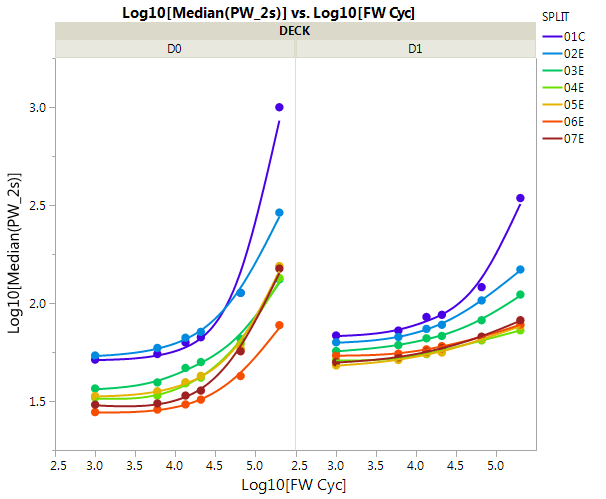 Log10[Median(PW_2s)] vs. Log10[FW Cyc]
DECK
D0 D1
Log10[Median(PW_2s)]
3.0
2.5
2.0
1.5
2.5 3.0 3.5 4.0 4.5 5.0 2.5 3.0 3.5 4.0 4.5 5.0
Log10[FW Cyc]
SPLIT
01C
02E
03E
04E
05E
06E
07E